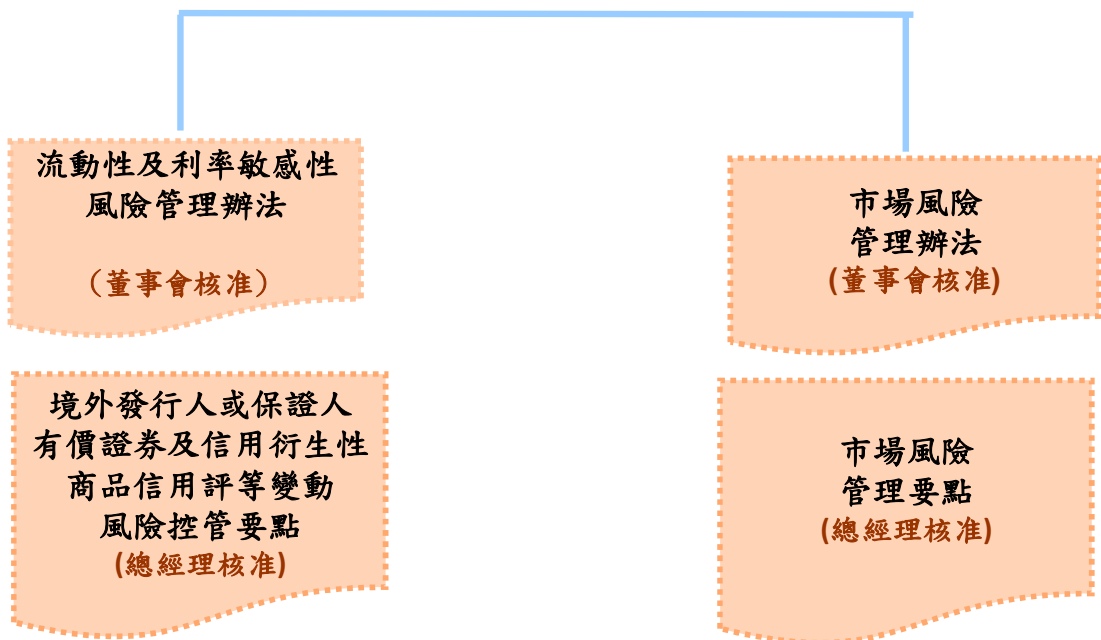 流動性及利率敏感性
風險管理辦法
（董事會核准）
境外發行人或保證人
有價證券及信用衍生性
商品信用評等變動
風險控管要點
(總經理核准)
市場風險
管理辦法
(董事會核准)
市場風險
管理要點
(總經理核准)